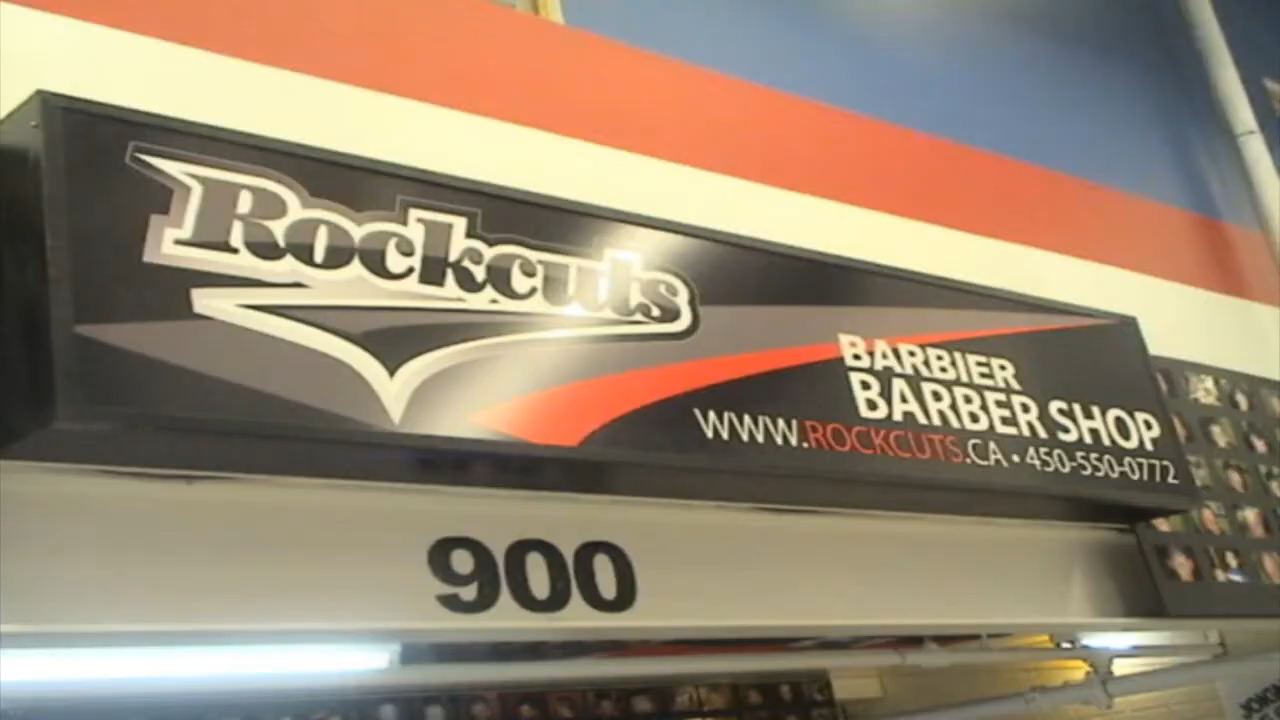 Rockcuts
BARBIER
BARBER SHOP
WWW.ROCKCUTS.CA • 450-550-0772
900